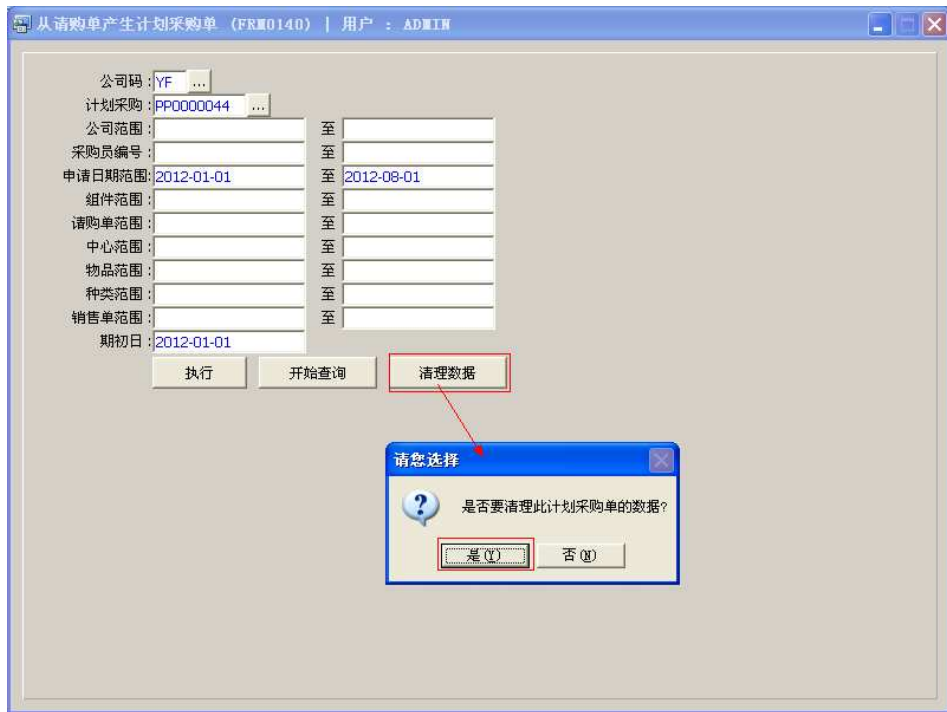 从请购单产生计划采购单 (FRM0140) | 用户 : ADMIN
公司码 : YF ...
计划采购 : PP0000044 ...
公司范围 : 至
采购员编号 : 至
申请日期范围: 2012-01-01 至 2012-08-01
组件范围 : 至
请购单范围 : 至
中心范围 : 至
物品范围 : 至
种类范围 : 至
销售单范围 : 至
期初日 : 2012-01-01
执行 开始查询 清理数据
请您选择
是否要清理此计划采购单的数据?
是(Y) 否(N)